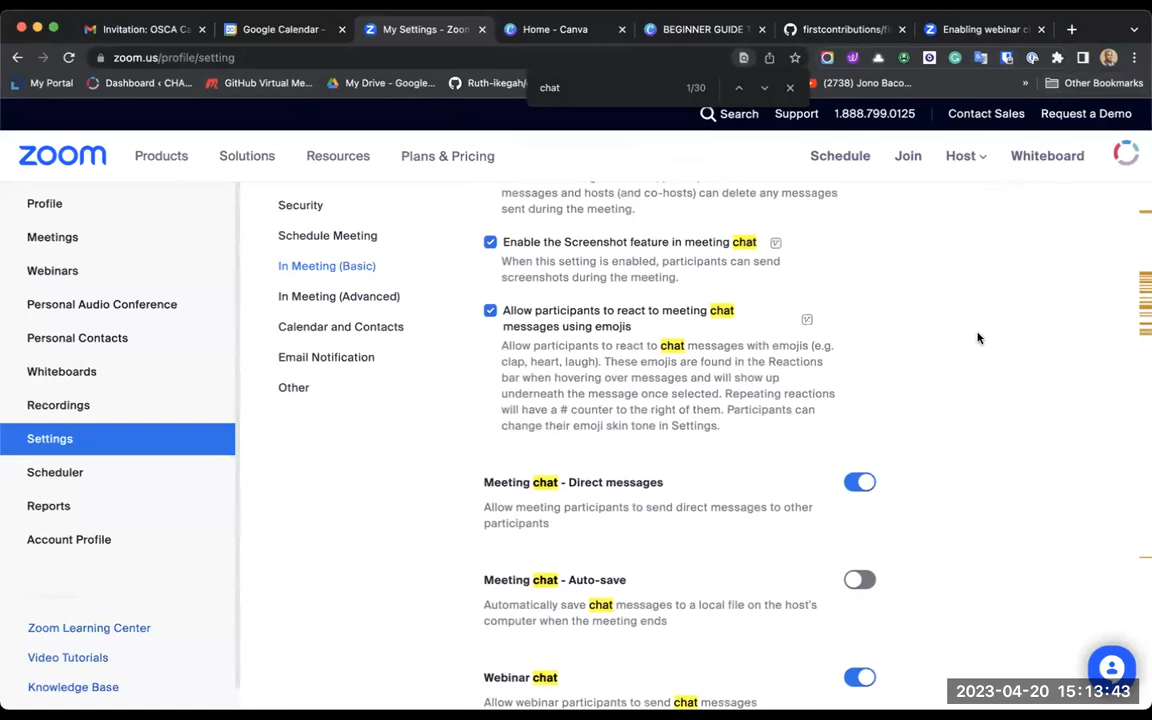 Invitation: OSCA Ca
Google Calendar -
My Settings - Zoom
Home - Canva
BEGINNER GUIDE T
firstcontributions/fi
Enabling webinar c
zoom.us/profile/setting
My Portal
Dashboard ‹ CHA...
GitHub Virtual Me...
My Drive - Google...
Ruth-ikegah/
chat
1/30
(2738) Jono Baco...
»
Other Bookmarks
Search
Support
1.888.799.0125
Contact Sales
Request a Demo
zoom
Products
Solutions
Resources
Plans & Pricing
Schedule
Join
Host
Whiteboard
Profile
Meetings
Webinars
Personal Audio Conference
Personal Contacts
Whiteboards
Recordings
Settings
Scheduler
Reports
Account Profile
Zoom Learning Center
Video Tutorials
Knowledge Base
Security
Schedule Meeting
In Meeting (Basic)
In Meeting (Advanced)
Calendar and Contacts
Email Notification
Other
messages and hosts (and co-hosts) can delete any messages
sent during the meeting.
Enable the Screenshot feature in meeting chat
When this setting is enabled, participants can send
screenshots during the meeting.
Allow participants to react to meeting chat
messages using emojis
Allow participants to react to chat messages with emojis (e.g.
clap, heart, laugh). These emojis are found in the Reactions
bar when hovering over messages and will show up
underneath the message once selected. Repeating reactions
will have a # counter to the right of them. Participants can
change their emoji skin tone in Settings.
Meeting chat - Direct messages
Allow meeting participants to send direct messages to other
participants
Meeting chat - Auto-save
Automatically save chat messages to a local file on the host's
computer when the meeting ends
Webinar chat
Allow webinar participants to send chat messages
2023-04-20 15:13:43